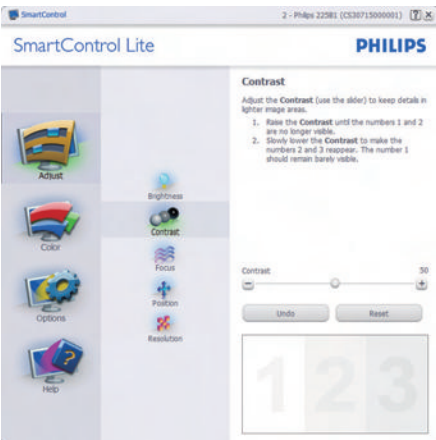 SmartControl
2 - Philips 225B1 (CS30715000001)
SmartControl Lite
PHILIPS
Adjust
Color
Options
Help
Brightness
Contrast
Focus
Position
Resolution
Contrast
Adjust the Contrast (use the slider) to keep details in
lighter image areas.
1. Raise the Contrast until the numbers 1 and 2
are no longer visible.
2. Slowly lower the Contrast to make the
numbers 2 and 3 reappear. The number 1
should remain barely visible.
Contrast 50
Undo Reset
1 2 3